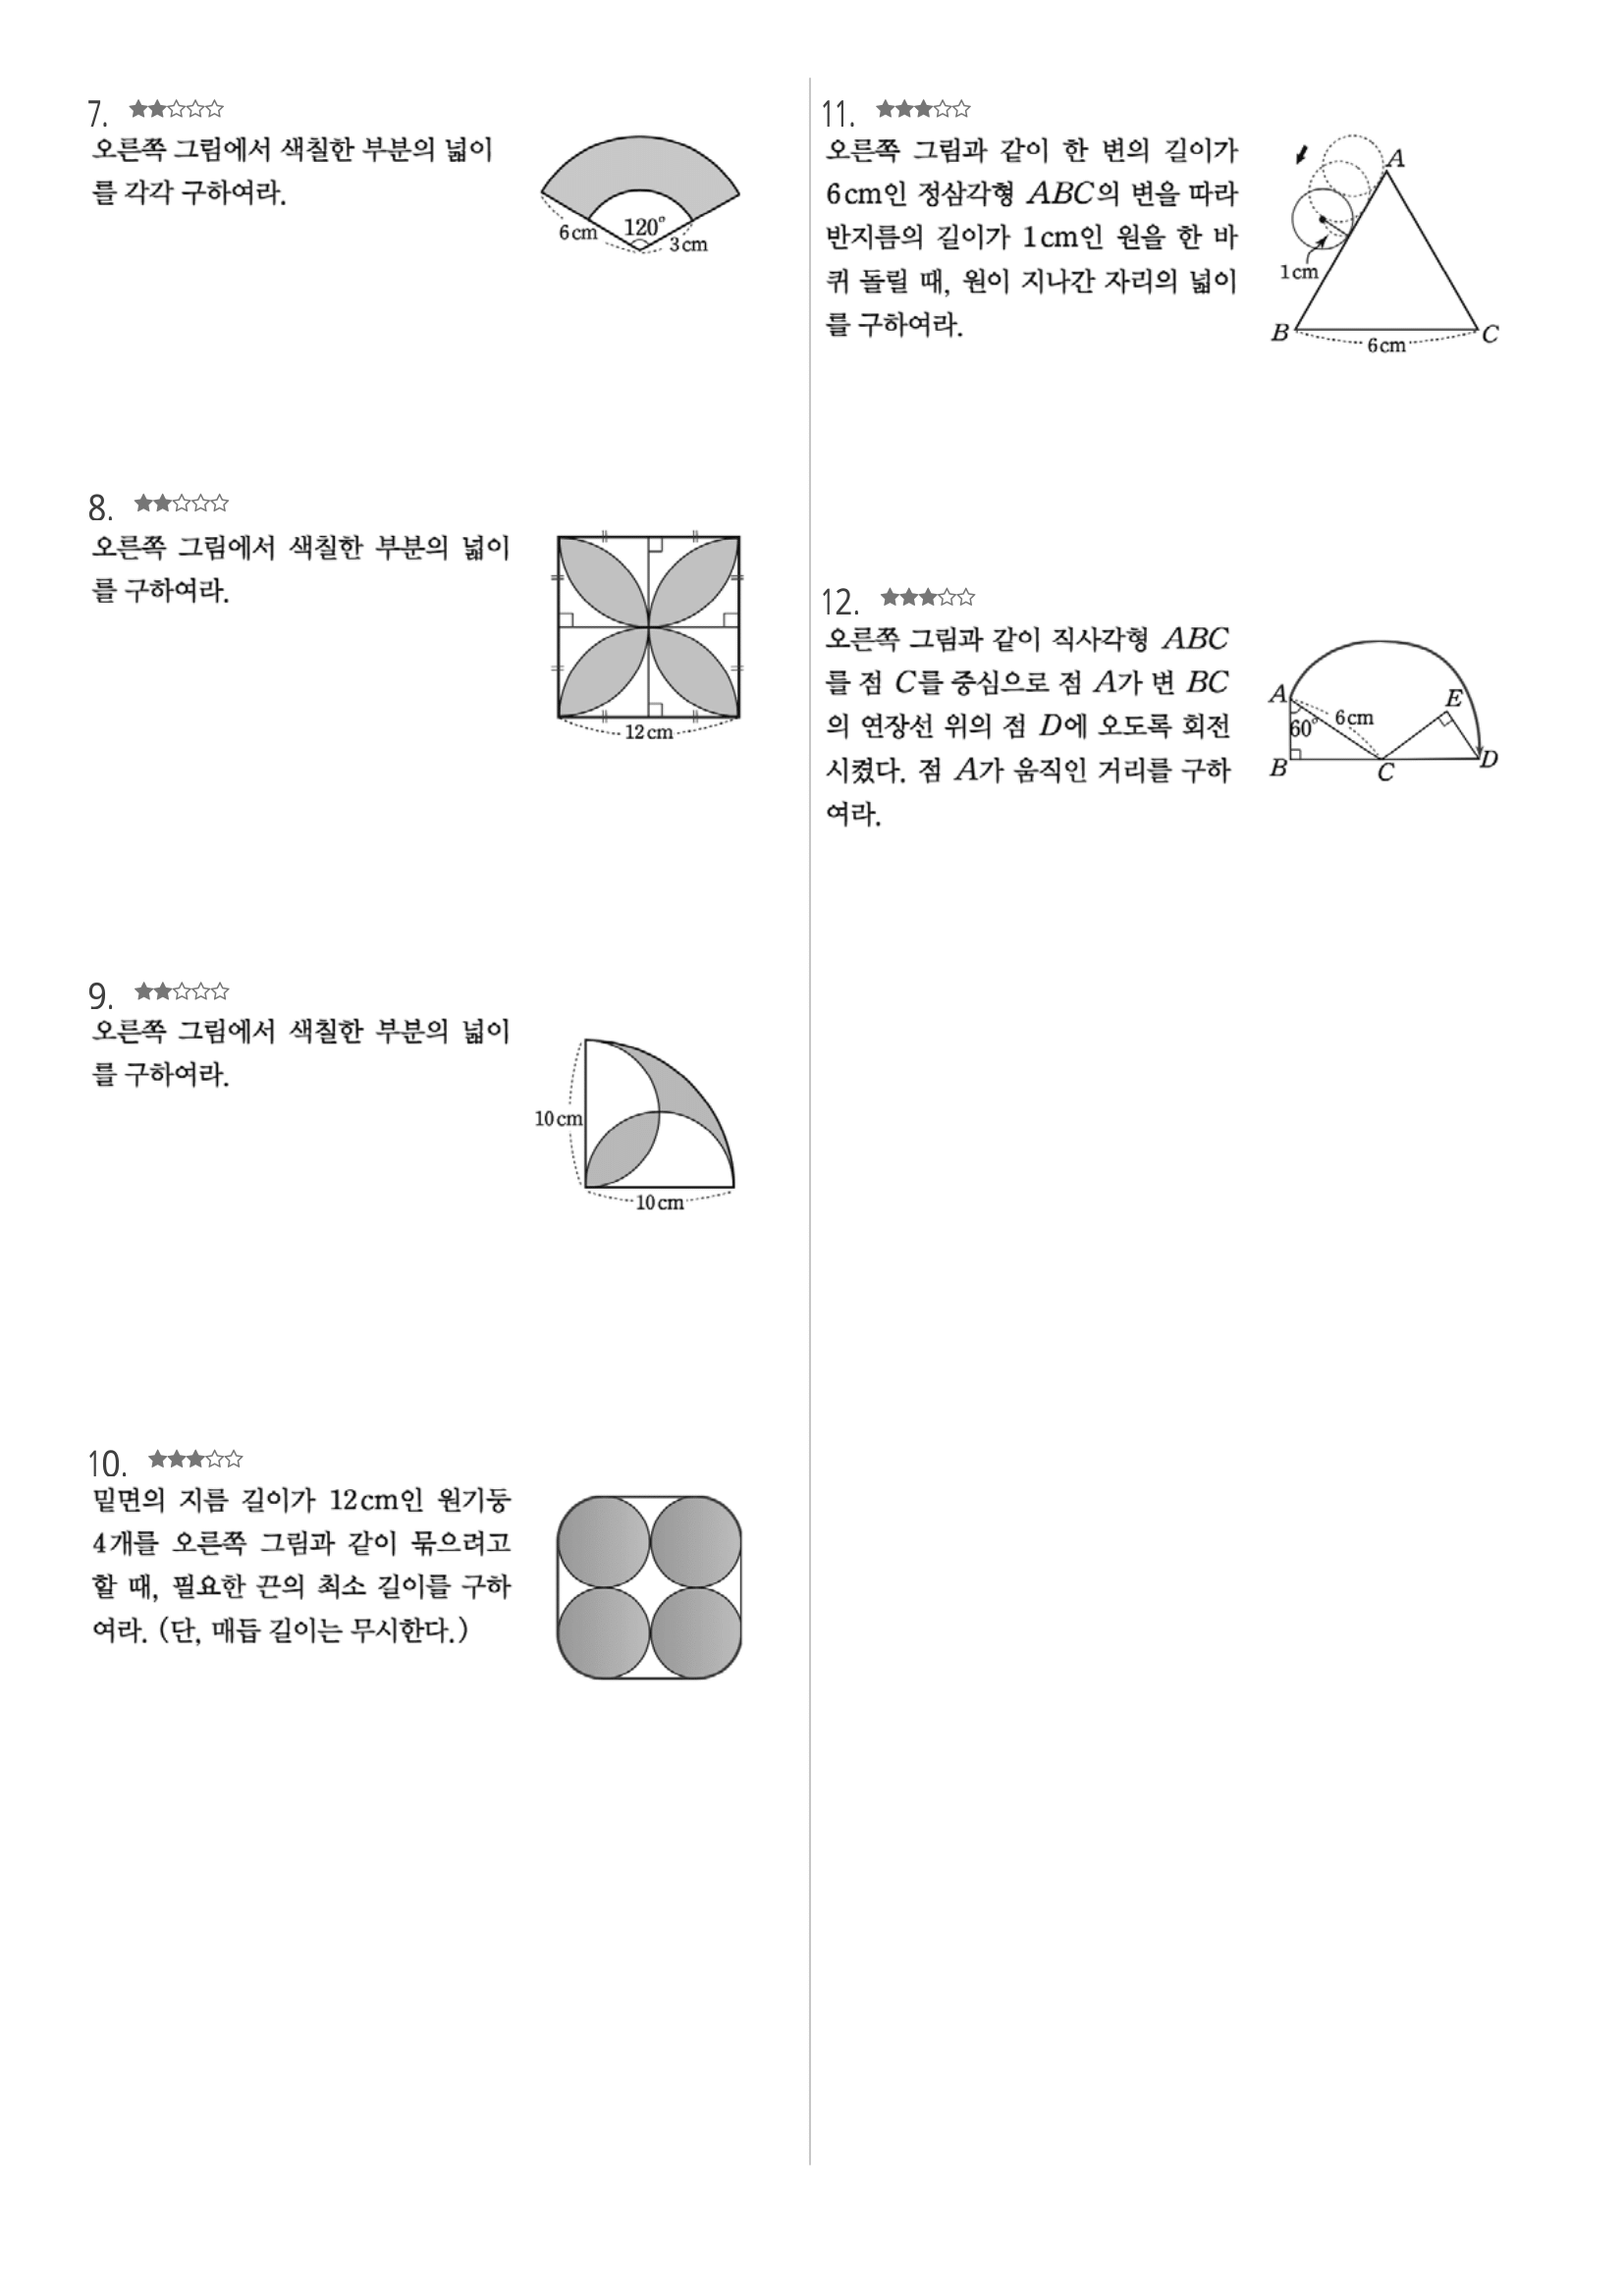 7. ★★☆☆☆
오른쪽 그림에서 색칠한 부분의 넓이
를 각각 구하여라.
120°
6cm
3cm
8. ★★☆☆☆
오른쪽 그림에서 색칠한 부분의 넓이
를 구하여라.
12cm
9. ★★☆☆☆
오른쪽 그림에서 색칠한 부분의 넓이
를 구하여라.
10cm
10cm
10. ★★★☆☆
밑면의 지름 길이가 12cm인 원기둥
4개를 오른쪽 그림과 같이 묶으려고
할 때, 필요한 끈의 최소 길이를 구하
여라. (단, 매듭 길이는 무시한다.)
11. ★★★☆☆
오른쪽 그림과 같이 한 변의 길이가
6cm인 정삼각형 ABC의 변을 따라
반지름의 길이가 1cm인 원을 한 바
퀴 돌릴 때, 원이 지나간 자리의 넓이
를 구하여라.
A
1cm
B
C
6cm
12. ★★★☆☆
오른쪽 그림과 같이 직사각형 ABC
를 점 C를 중심으로 점 A가 변 BC
의 연장선 위의 점 D에 오도록 회전
시켰다. 점 A가 움직인 거리를 구하
여라.
A
E
6cm
60°
B
C
D